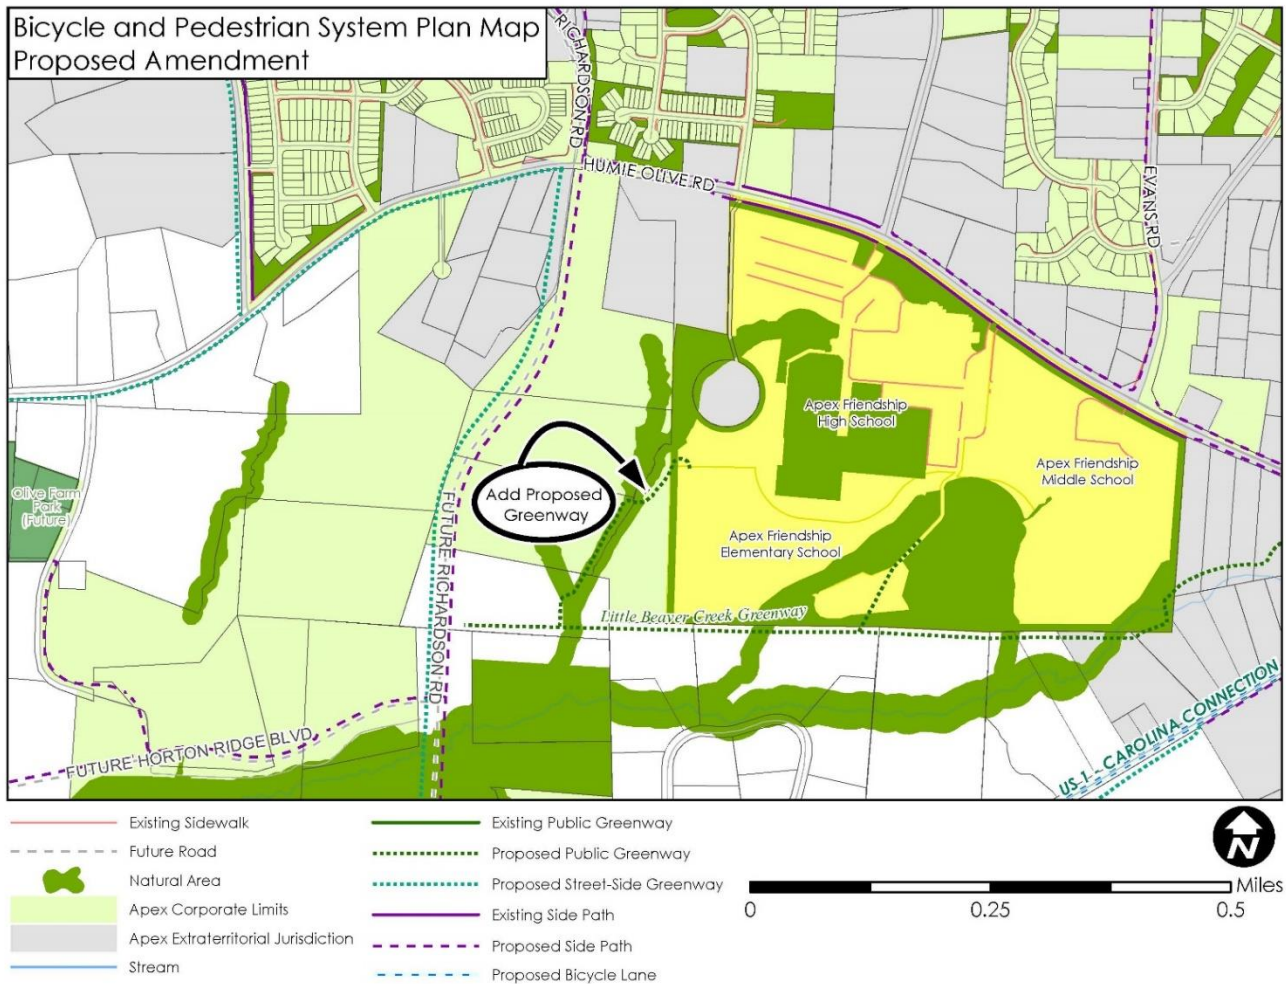 Bicycle and Pedestrian System Plan Map
Proposed Amendment
RICHARDSON RD
HUMIE OLIVE RD
EVANS RD
Apex Friendship
High School
Apex Friendship
Middle School
Add Proposed
Greenway
Olive Farm
Park
(Future)
FUTURE RICHARDSON RD
Apex Friendship
Elementary School
Little Beaver Creek Greenway
FUTURE HORTON RIDGE BLVD
US 1 - CAROLINA CONNECTION
Existing Sidewalk
Future Road
Natural Area
Apex Corporate Limits
Apex Extraterritorial Jurisdiction
Stream
Existing Public Greenway
Proposed Public Greenway
Proposed Street-Side Greenway
Existing Side Path
Proposed Side Path
Proposed Bicycle Lane
N
Miles
0 0.25 0.5